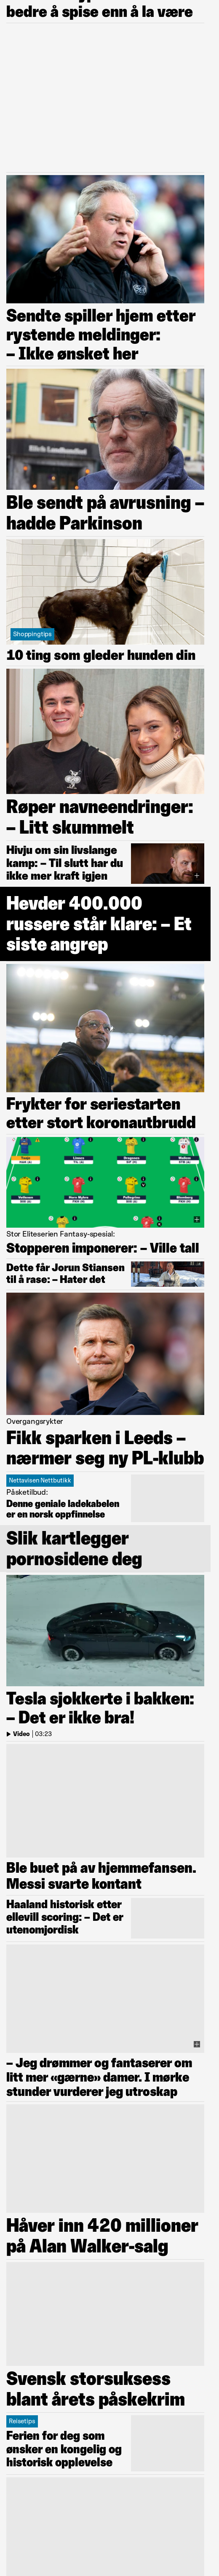 bedre å spise enn å la være
Sendte spiller hjem etter
rystende meldinger:
– Ikke ønsket her
Ble sendt på avrusning –
hadde Parkinson
Shoppingtips
10 ting som gleder hunden din
Røper navneendringer:
– Litt skummelt
Hivju om sin livslange
kamp: – Til slutt har du
ikke mer kraft igjen
Hevder 400.000
russere står klare: – Et
siste angrep
Frykter for seriestarten
etter stort koronautbrudd
Stor Eliteserien Fantasy-spesial:
Stopperen imponerer: – Ville tall
Dette får Jorun Stiansen
til å rase: – Hater det
Overgangsrykter
Fikk sparken i Leeds –
nærmer seg ny PL-klubb
Nettavisen Nettbutikk
Påsketilbud:
Denne geniale ladekabelen
er en norsk oppfinnelse
Slik kartlegger
pornosidene deg
Tesla sjokkerte i bakken:
– Det er ikke bra!
Video | 03:23
Ble buet på av hjemmefansen.
Messi svarte kontant
Haaland historisk etter
ellevill scoring: – Det er
utenomjordisk
– Jeg drømmer og fantaserer om
litt mer «gærne» damer. I mørke
stunder vurderer jeg utroskap
Håver inn 420 millioner
på Alan Walker-salg
Svensk storsuksess
blant årets påskekrim
Reisetips
Ferien for deg som
ønsker en kongelig og
historisk opplevelse